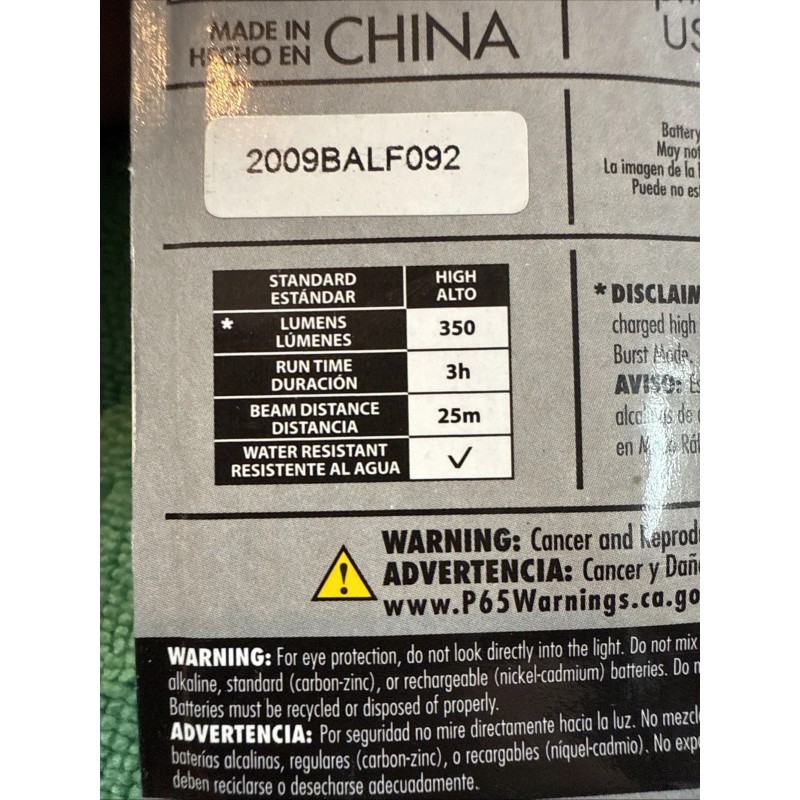 MADE IN
HECHO EN
CHINA
US
2009BALF092
Battery
May not
La imagen de la
Puede no es
STANDARD
ESTÁNDAR
HIGH
ALTO
* LUMENS
LÚMENES
350
RUN TIME
DURACIÓN
3h
BEAM DISTANCE
DISTANCIA
25m
WATER RESISTANT
RESISTENTE AL AGUA
✓
* DISCLAIM
charged high
Burst Mode,
AVISO: Es
de
en
WARNING: Cancer and Reprod
ADVERTENCIA: Cancer y Dañ
www.P65Warnings.ca.go
WARNING: For eye protection, do not look directly into the light. Do not mix
alkaline, standard (carbon-zinc), or rechargeable (nickel-cadmium) batteries. Do n
Batteries must be recycled or disposed of properly.
ADVERTENCIA: Por seguridad no mire directamente hacia la luz. No mezcl
baterías alcalinas, regulares (carbon-zinc), o recargables (níquel-cadmio). No exp
deben reciclarse o desecharse adecuadamente.